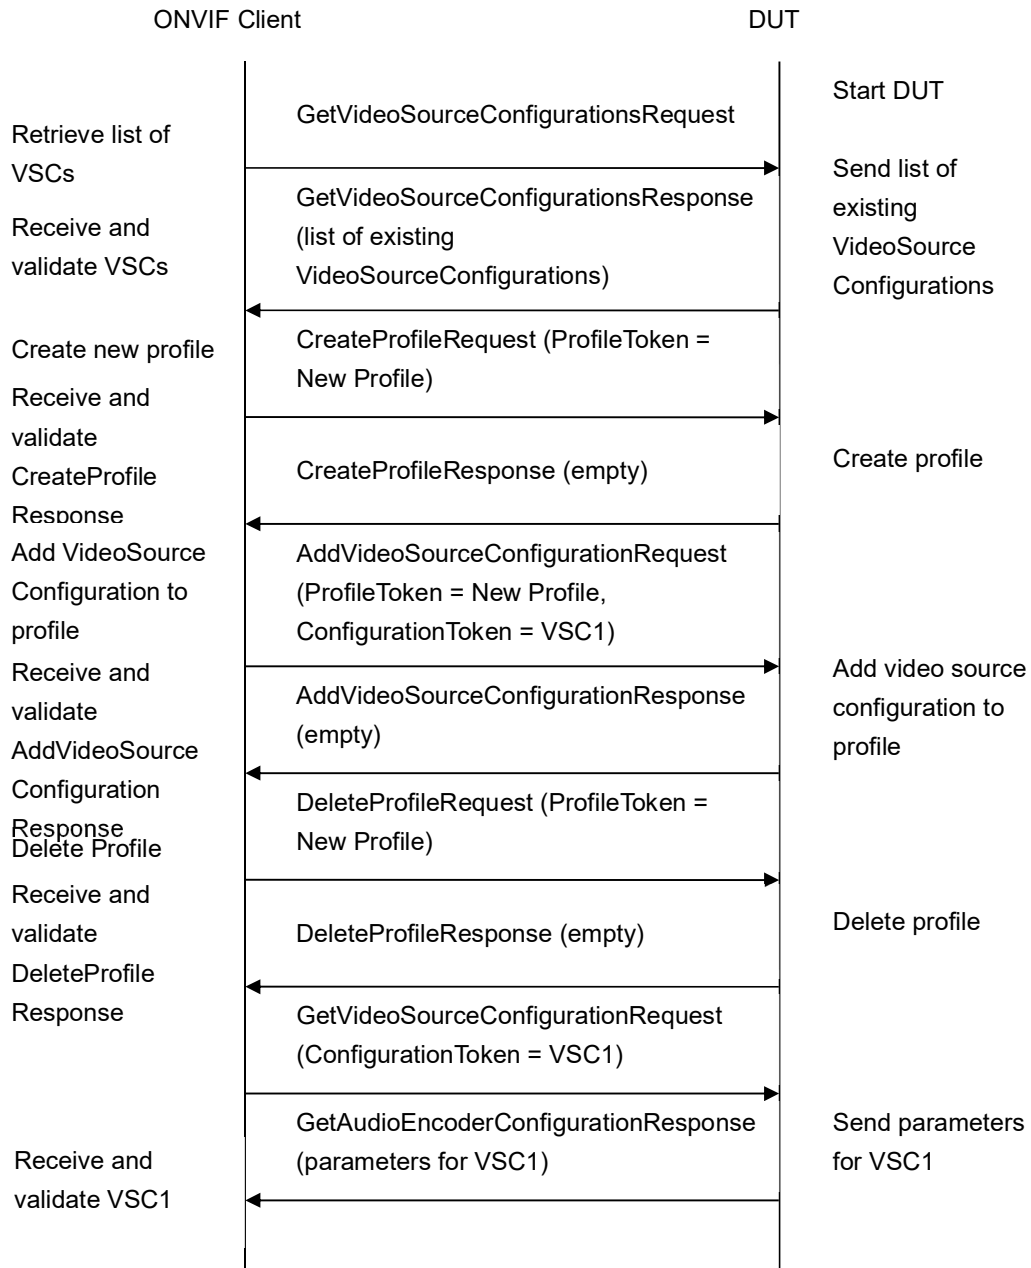 ONVIF Client
DUT
Start DUT
GetVideoSourceConfigurationsRequest
Retrieve list of
VSCs
Send list of
existing
VideoSource
Configurations
GetVideoSourceConfigurationsResponse
(list of existing
VideoSourceConfigurations)
Receive and
validate VSCs
Create new profile
CreateProfileRequest (ProfileToken =
New Profile)
Receive and
validate
CreateProfile
Response
CreateProfileResponse (empty)
Create profile
Add VideoSource
Configuration to
profile
AddVideoSourceConfigurationRequest
(ProfileToken = New Profile,
ConfigurationToken = VSC1)
Add video source
configuration to
profile
Receive and
validate
AddVideoSource
Configuration
Response
AddVideoSourceConfigurationResponse
(empty)
Delete Profile
DeleteProfileRequest (ProfileToken =
New Profile)
Receive and
validate
DeleteProfile
Response
DeleteProfileResponse (empty)
Delete profile
GetVideoSourceConfigurationRequest
(ConfigurationToken = VSC1)
GetAudioEncoderConfigurationResponse
(parameters for VSC1)
Send parameters
for VSC1
Receive and
validate VSC1